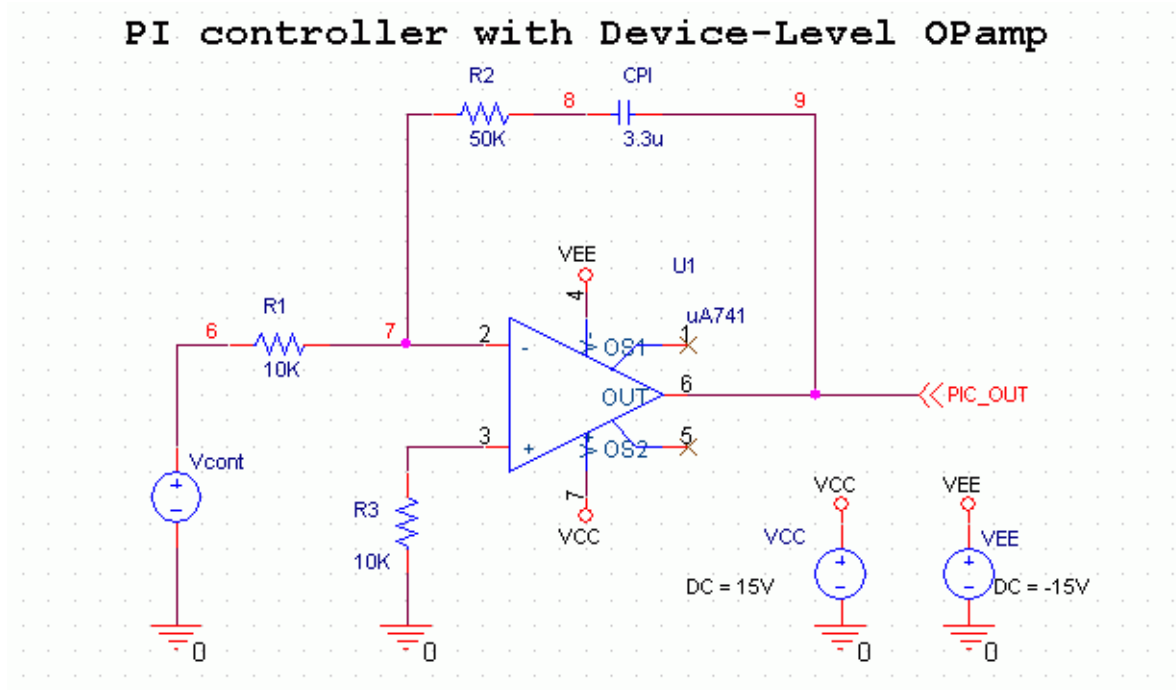 PI controller with Device-Level OPamp
R2
CPI
8
9
50K
3.3u
VEE
U1
4
R1
uA741
6
7
2
-
1
OS1
10K
OUT
6
PIC_OUT
3
+
5
OS2
Vcont
+
-
R3
7
VCC
10K
VCC
VEE
VCC
VEE
+
-
+
-
DC = 15V
DC = -15V
0
0
0
0